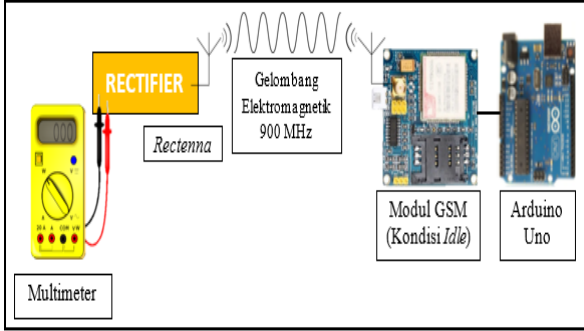 RECTIFIER
Gelombang
Elektromagnetik
900 MHz
Rectenna
Modul GSM
(Kondisi Idle)
Arduino
Uno
Multimeter